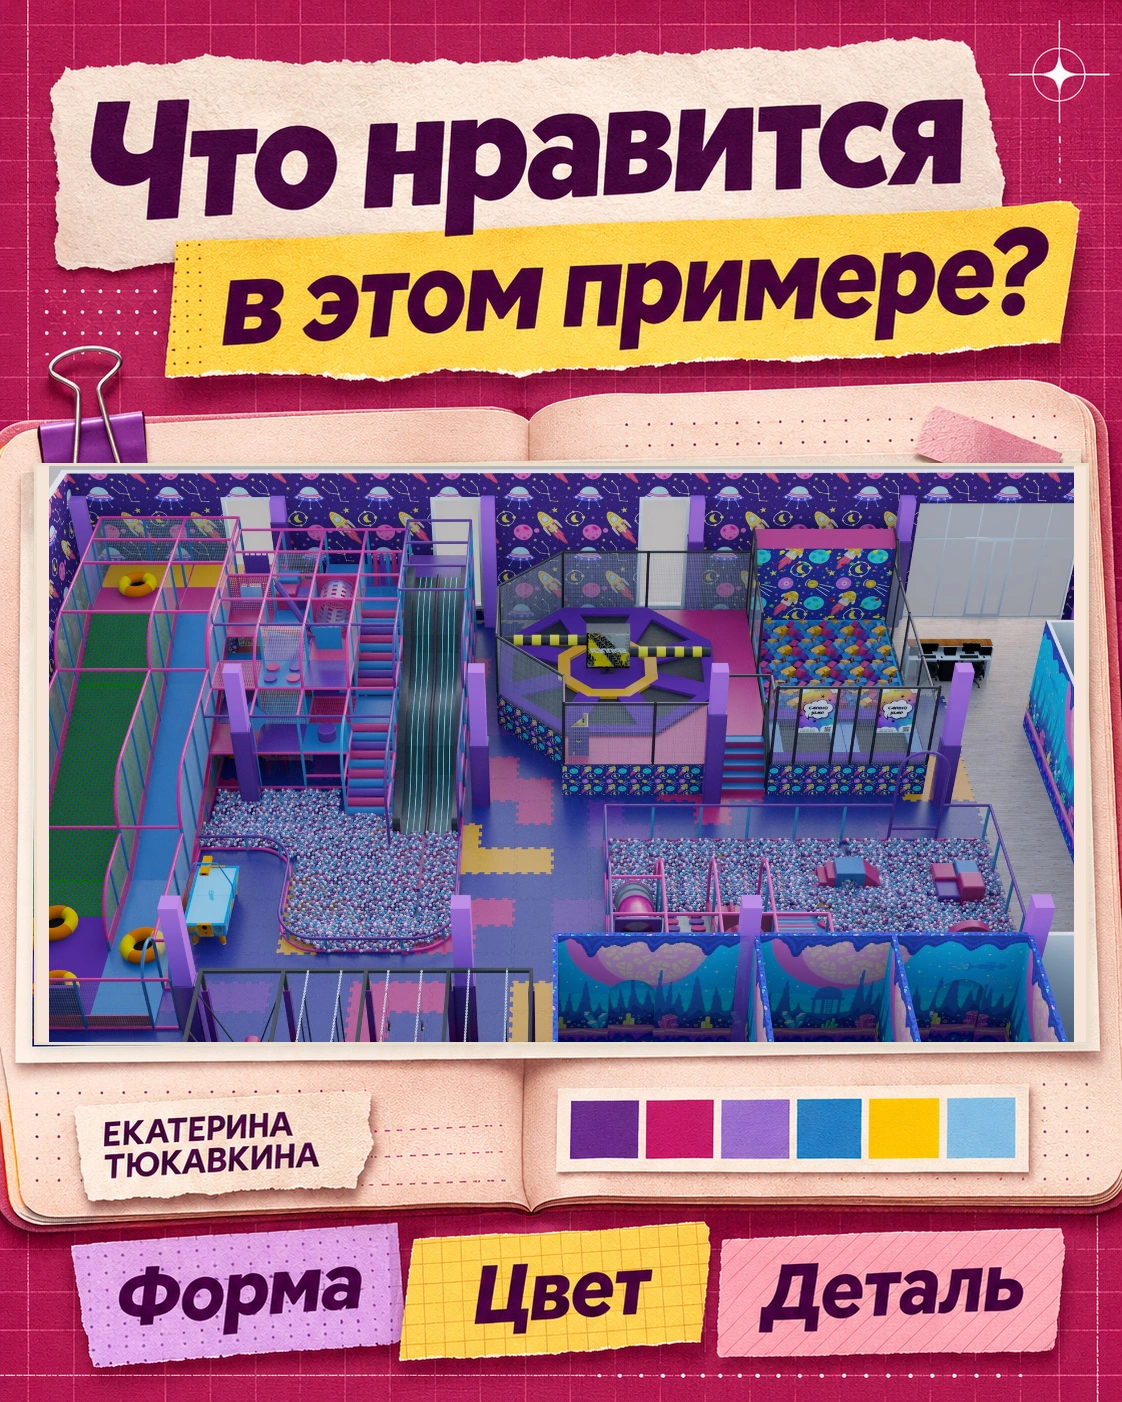 Что нравится
в этом примере?
ЕКАТЕРИНА
ТЮКАВКИНА
Форма
Цвет
Деталь